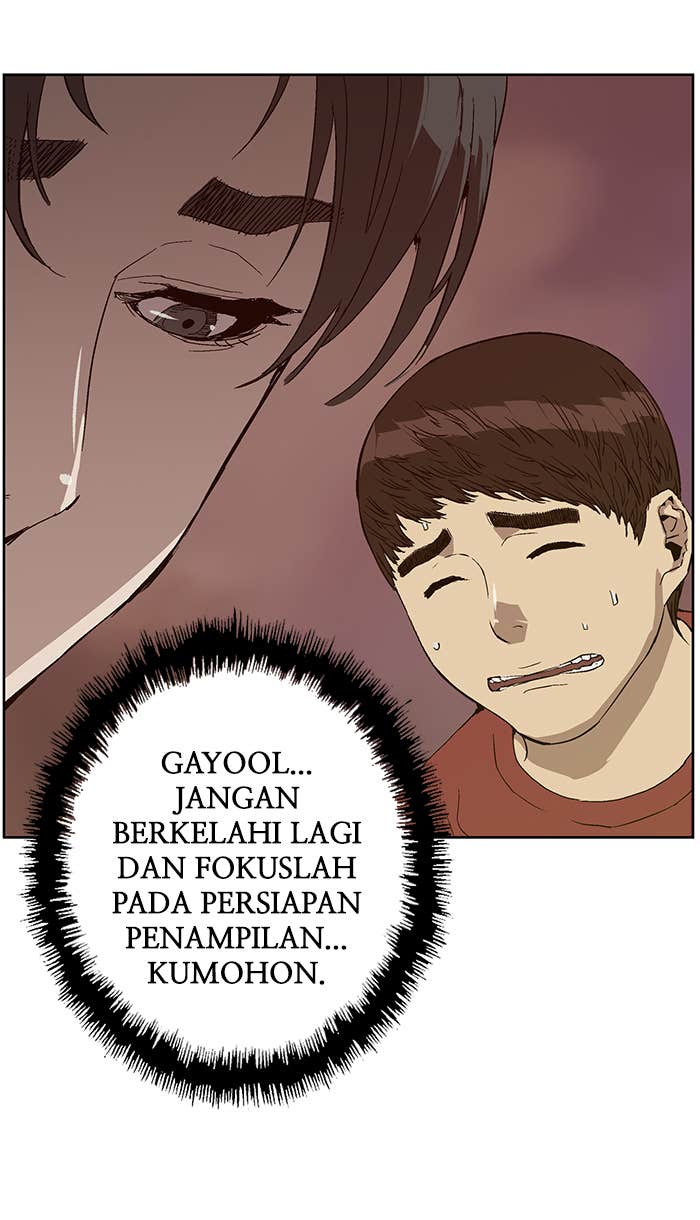 GAYOOL...
JANGAN
BERKELAHI LAGI
DAN FOKUSLAH
PADA PERSIAPAN
PENAMPILAN...
KUMOHON.